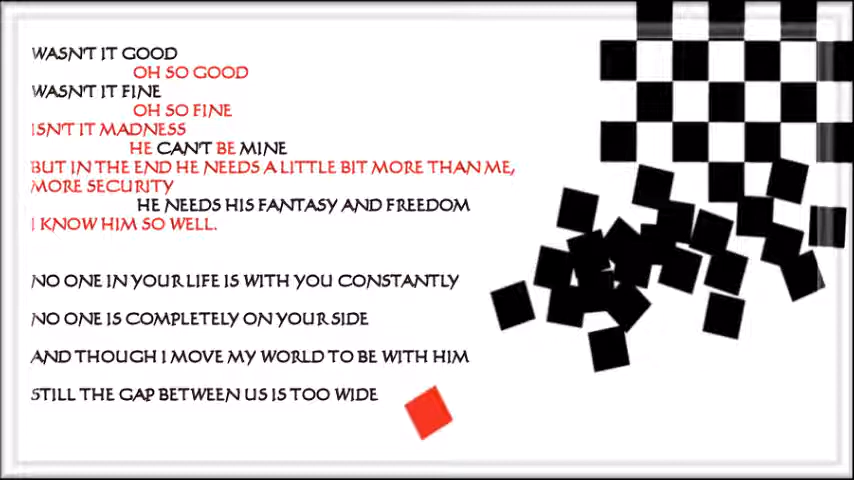 WASN'T IT GOOD
OH SO GOOD
WASN'T IT FINE
OH SO FINE
ISN'T IT MADNESS
HE CAN'T BE MINE
BUT IN THE END HE NEEDS A LITTLE BIT MORE THAN ME,
MORE SECURITY
HE NEEDS HIS FANTASY AND FREEDOM
I KNOW HIM SO WELL.
NO ONE IN YOUR LIFE IS WITH YOU CONSTANTLY
NO ONE IS COMPLETELY ON YOUR SIDE
AND THOUGH I MOVE MY WORLD TO BE WITH HIM
STILL THE GAP BETWEEN US IS TOO WIDE